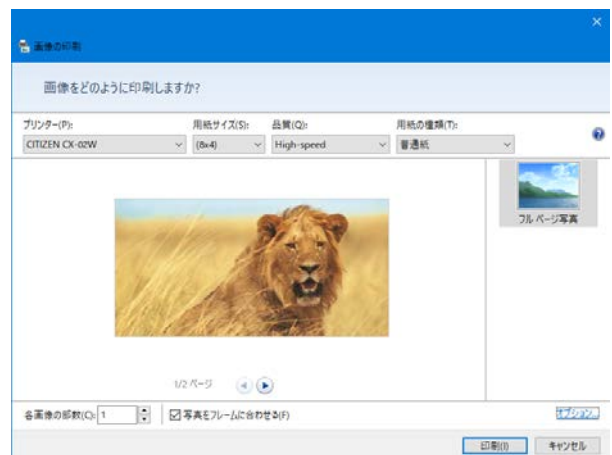 画像の印刷
画像をどのように印刷しますか?
プリンター(P): 用紙サイズ(S): 品質(Q): 用紙の種類(T):
CITIZEN CX-02W (8x4) High-speed 普通紙
フル ページ写真
1/2 ページ
各画像の部数(C): 1 写真をフレームに合わせる(F) オプション...
印刷(I) キャンセル